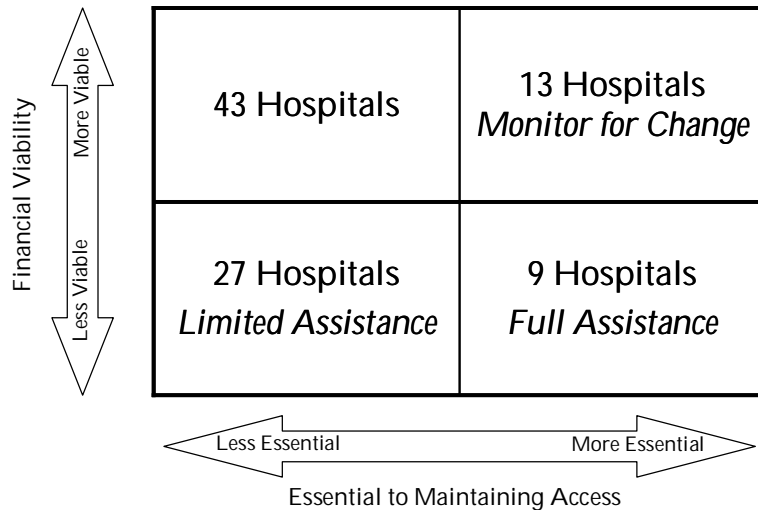 Financial Viability
More Viable
Less Viable
43 Hospitals
13 Hospitals
Monitor for Change
27 Hospitals
Limited Assistance
9 Hospitals
Full Assistance
Less Essential
More Essential
Essential to Maintaining Access